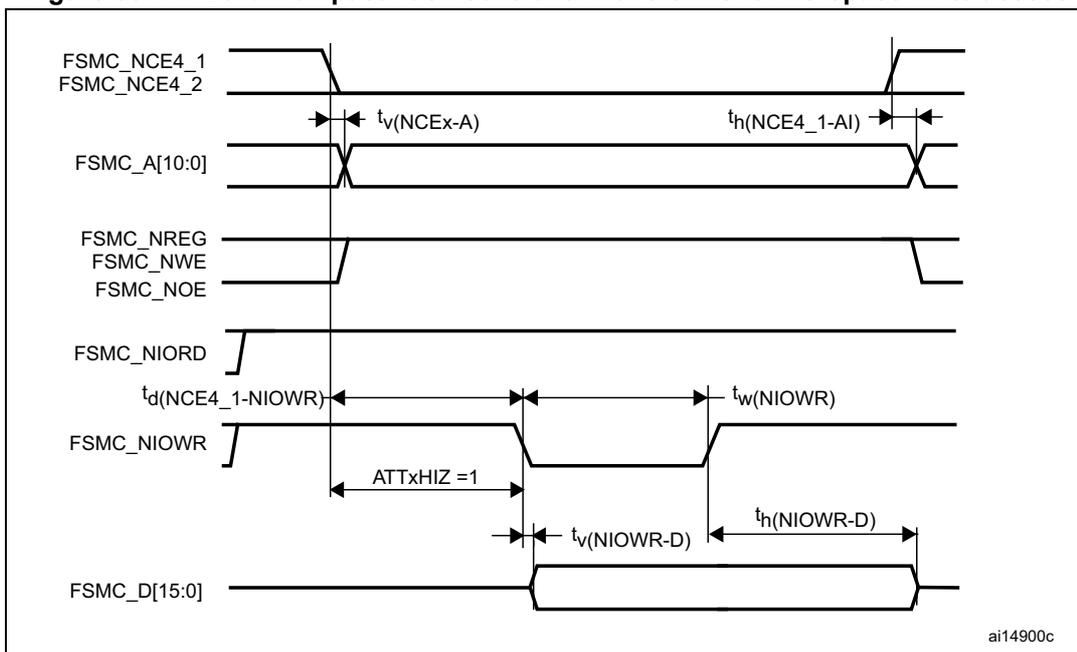 FSMC_NCE4_1
FSMC_NCE4_2
tv(NCEx-A)
th(NCE4_1-AI)
FSMC_A[10:0]
FSMC_NREG
FSMC_NWE
FSMC_NOE
FSMC_NIORD
td(NCE4_1-NIOWR)
tw(NIOWR)
FSMC_NIOWR
ATTxHIZ =1
tv(NIOWR-D)
th(NIOWR-D)
FSMC_D[15:0]
ai14900c